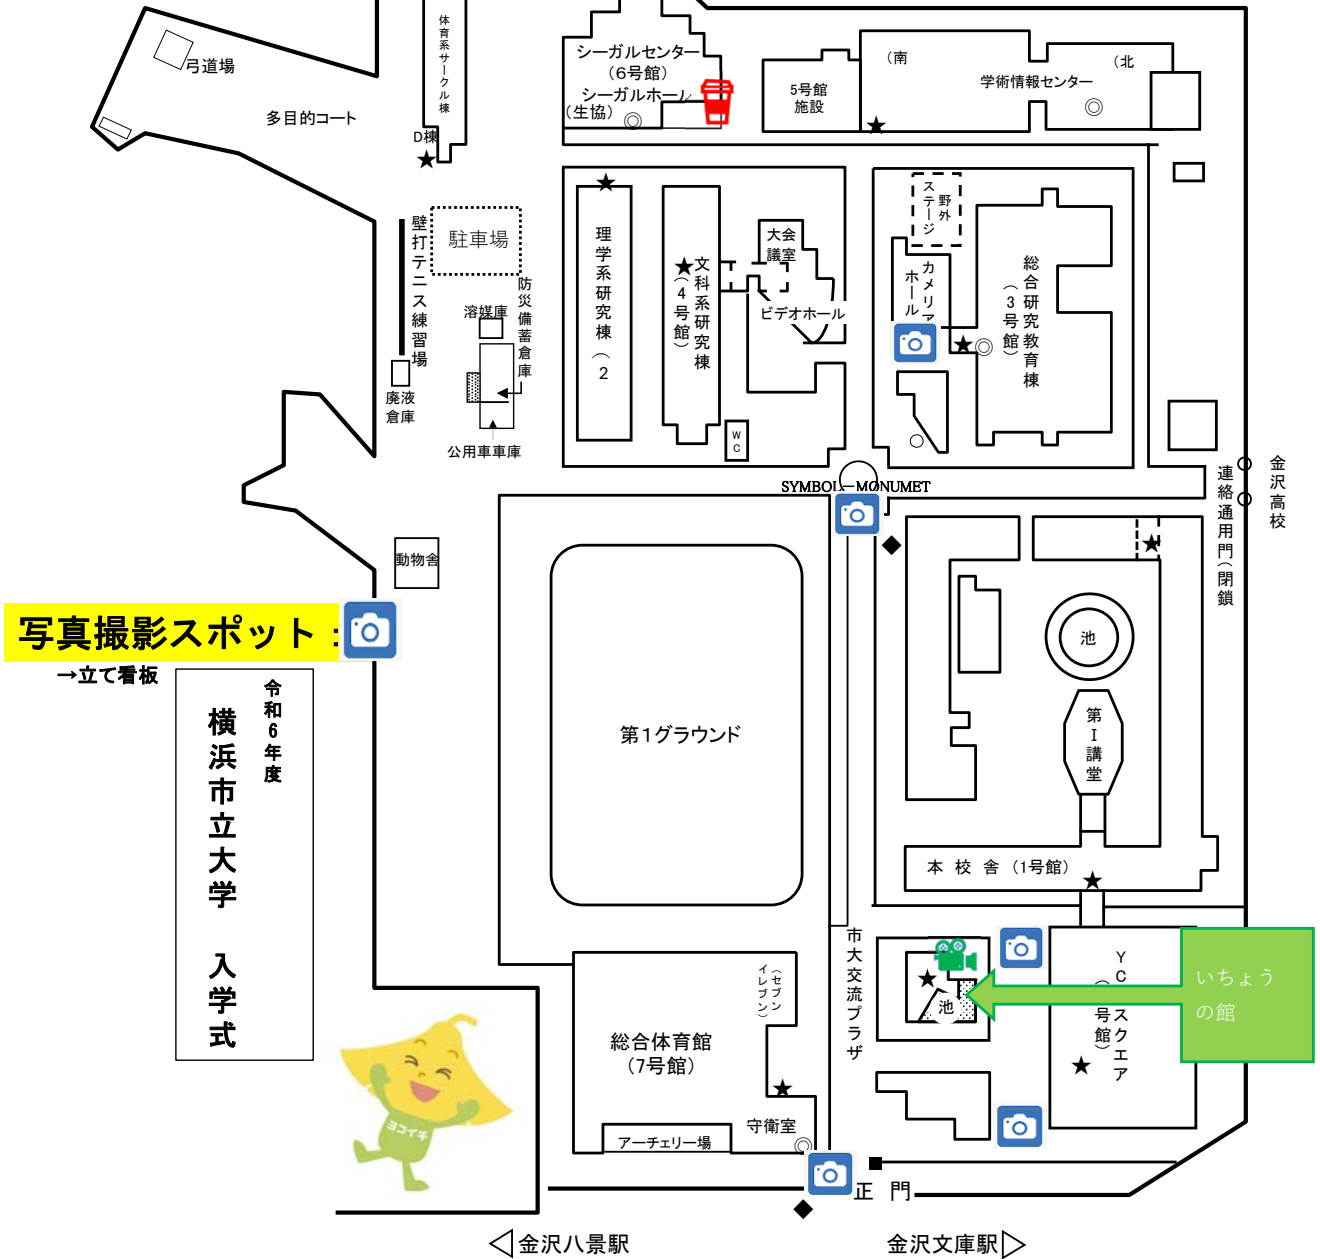 弓道場
多目的コート
体育系サークル棟
D棟
シーガルセンター
(6号館)
シーガルホール
(生協)
5号館
施設
(南
学術情報センター
(北
壁打テニス練習場
駐車場
溶媒庫
防災備蓄倉庫
廃液
倉庫
公用車車庫
理学系研究棟(2
文科系研究棟
(4号館)
大会
議室
ビデオホール
WC
野外
ステージ
カメリア
ホール
総合研究教育棟
(3号館)
SYMBOL-MONUMET
連絡通用門(閉鎖
金沢高校
動物舎
写真撮影スポット:
→立て看板
令和6年度
横浜市立大学 入学式
第1グラウンド
池
第I講堂
本校舎(1号館)
市大交流プラザ
(セブン
イレブン)
総合体育館
(7号館)
アーチェリー場
守衛室
池
YC
スクエア
号館)
いちょう
の館
ヨコイチ
正門
金沢八景駅
金沢文庫駅